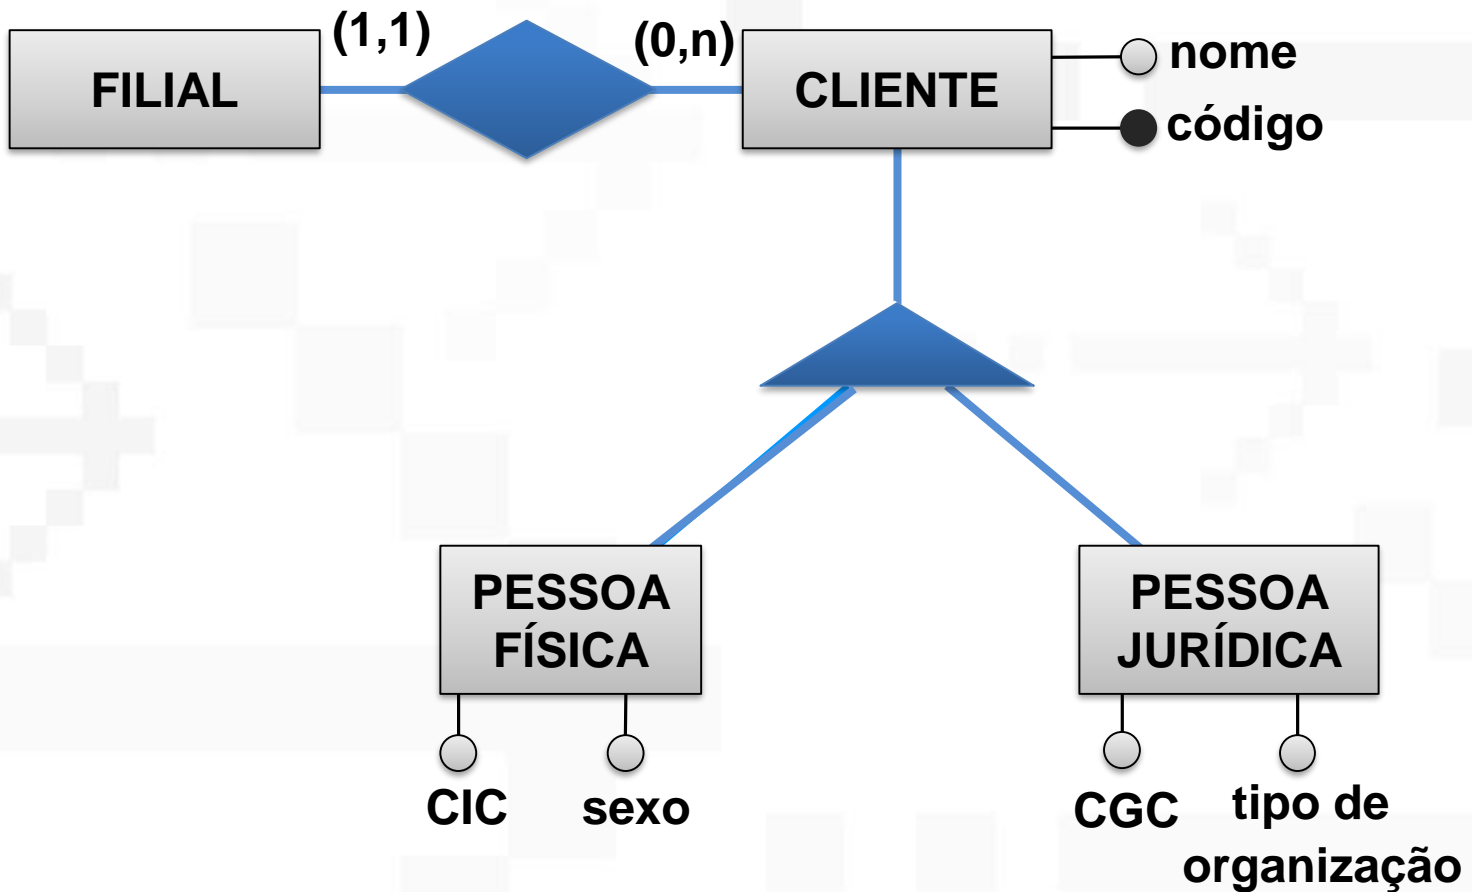 (1,1)
(0,n)
FILIAL
CLIENTE
nome
código
PESSOA
FÍSICA
PESSOA
JURÍDICA
CIC
sexo
CGC
tipo de
organização